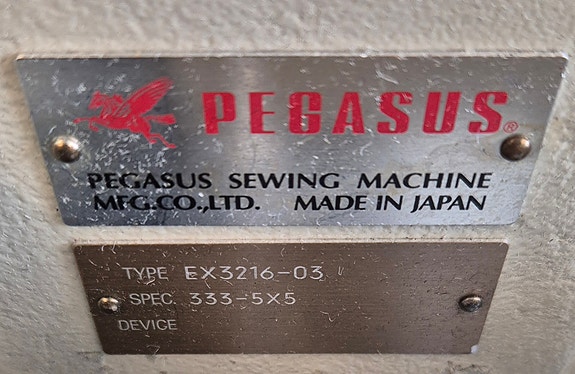 PEGASUS®
PEGASUS SEWING MACHINE
MFG.CO.,LTD. MADE IN JAPAN
TYPE EX3216-03
SPEC. 333-5X5
DEVICE